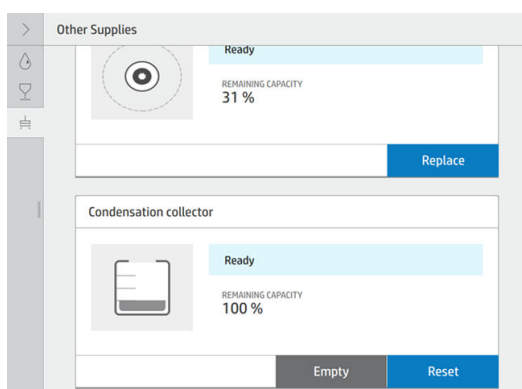 Other Supplies
Ready
REMAINING CAPACITY
31 %
Replace
Condensation collector
Ready
REMAINING CAPACITY
100 %
Empty
Reset